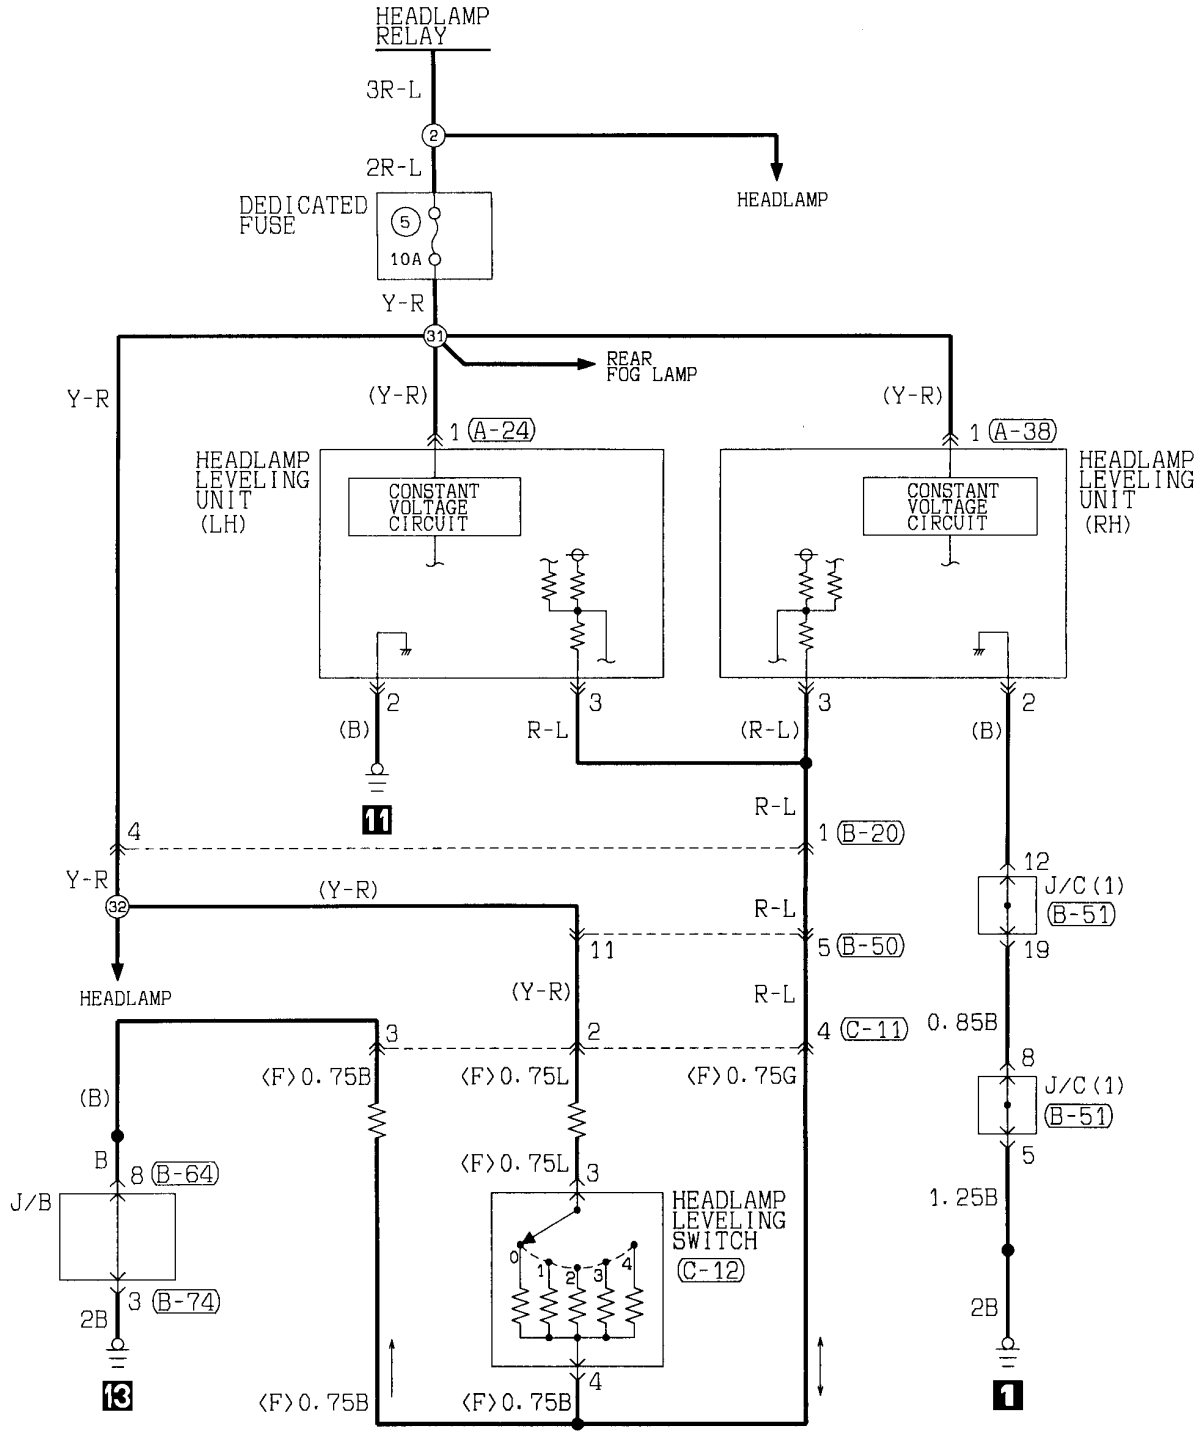 HEADLAMP
RELAY
3R-L
2
2R-L
HEADLAMP
DEDICATED
FUSE
5
10A
Y-R
31
REAR
FOG LAMP
Y-R
(Y-R)
(Y-R)
1 (A-24)
1 (A-38)
HEADLAMP
LEVELING
UNIT
(LH)
CONSTANT
VOLTAGE
CIRCUIT
CONSTANT
VOLTAGE
CIRCUIT
HEADLAMP
LEVELING
UNIT
(RH)
2
3
3
2
(B)
R-L
(R-L)
(B)
11
R-L
4
1 (B-20)
Y-R
(Y-R)
32
12
J/C(1)
(B-51)
R-L
11
5 (B-50)
19
HEADLAMP
(Y-R)
R-L
3
2
4 (C-11)
0.85B
<F>0.75B
<F>0.75L
<F>0.75G
8
J/C(1)
(B-51)
(B)
5
B
8 (B-64)
<F>0.75L
3
J/B
HEADLAMP
LEVELING
SWITCH
(C-12)
1.25B
0
1
2
3
4
3 (B-74)
2B
2B
13
4
<F>0.75B
<F>0.75B
1